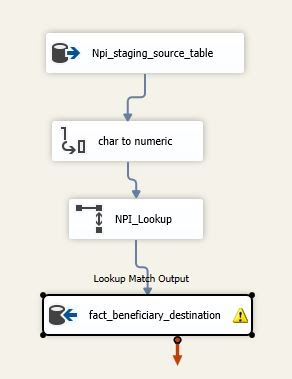 Npi_staging_source_table
char to numeric
NPI_Lookup
Lookup Match Output
fact_beneficiary_destination